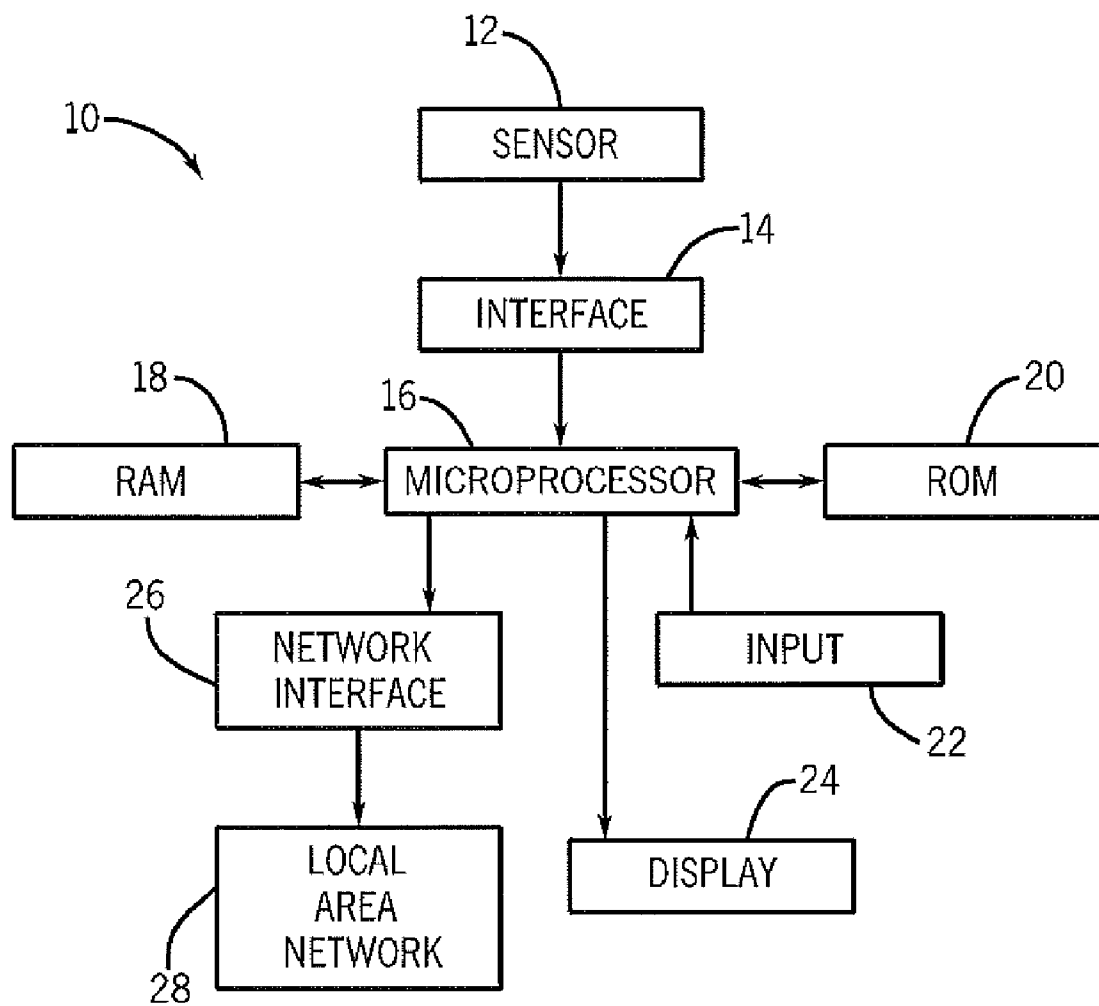 12
10
SENSOR
14
INTERFACE
18
16
20
RAM
MICROPROCESSOR
ROM
26
NETWORK
INTERFACE
INPUT
22
24
LOCAL
AREA
NETWORK
DISPLAY
28